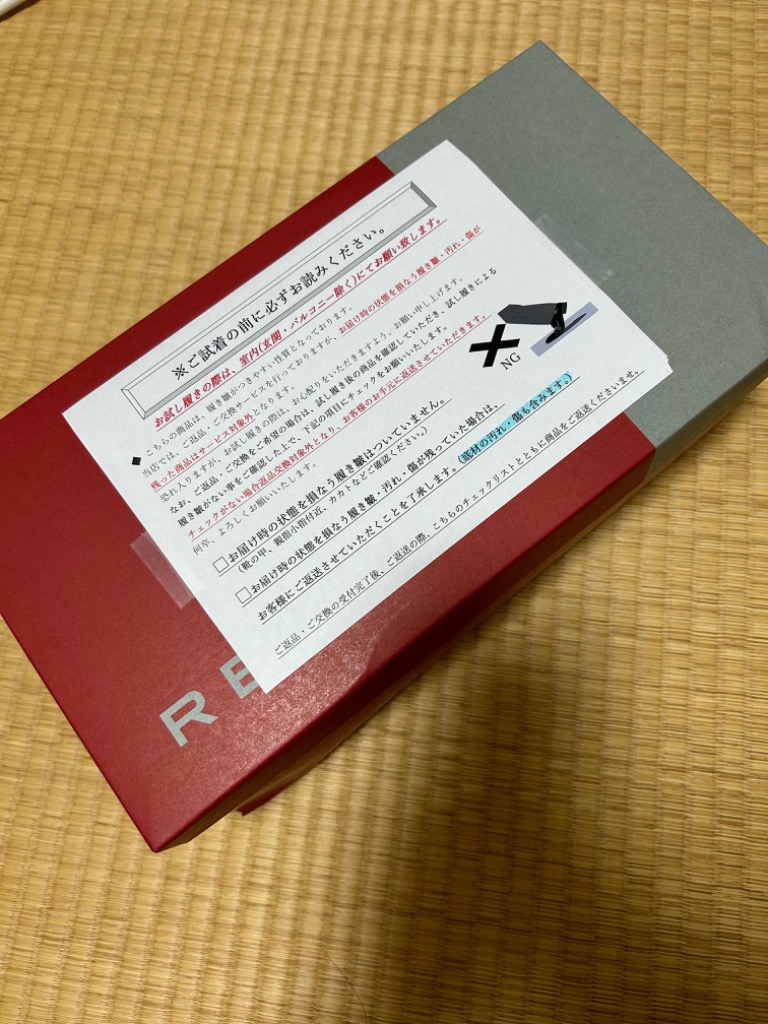 ※ご試着の前に必ずお読みください。
お試し履きの際は、室内(玄関・バルコニー除く)にてお願い致します。
◆ こちらの商品は、履き皺がつきやすい性質となっております。
当店では、ご返品・ご交換サービスを行っておりますが、お届け時の状態を損なう履き皺・汚れ・傷が
残った商品はサービス対象外となります。
恐れ入りますが、お試し履きの際は、お心配りをいただきますよう、お願い申し上げます。
なお、ご返品・ご交換をご希望の場合は、試し履き後の商品を確認していただき、試し履きによる
履き皺がない事をご確認した上で、下記の項目にチェックをお願いいたします。
チェックがない場合返品交換対象外となり、お客様のお手元に返送させていただきます。
何卒、よろしくお願いいたします。
NG
□お届け時の状態を損なう履き皺はついていません。
(靴の甲、親指小指付近、カカトなどご確認ください。)
□お届け時の状態を損なう履き皺・汚れ・傷が残っていた場合は、
お客様にご返送させていただくことを了承します。(底材の汚れ・傷も含みます。)
ご返品・ご交換の受付完了後、ご返送の際、こちらのチェックリストとともに商品をご返送くださいませ。
RE